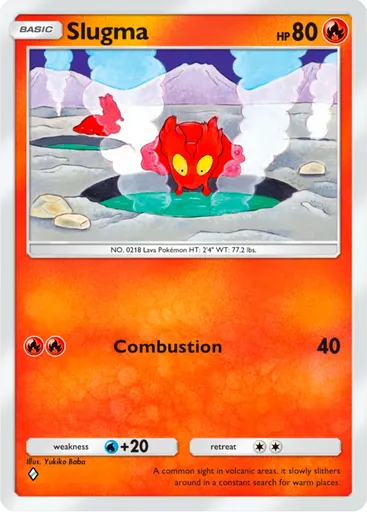 BASIC Slugma HP 80
NO. 0218 Lava Pokémon HT: 2'4" WT: 77.2 lbs.
Combustion 40
weakness +20 retreat
Illus. Yukiko Baba
A common sight in volcanic areas, it slowly slithers
around in a constant search for warm places.